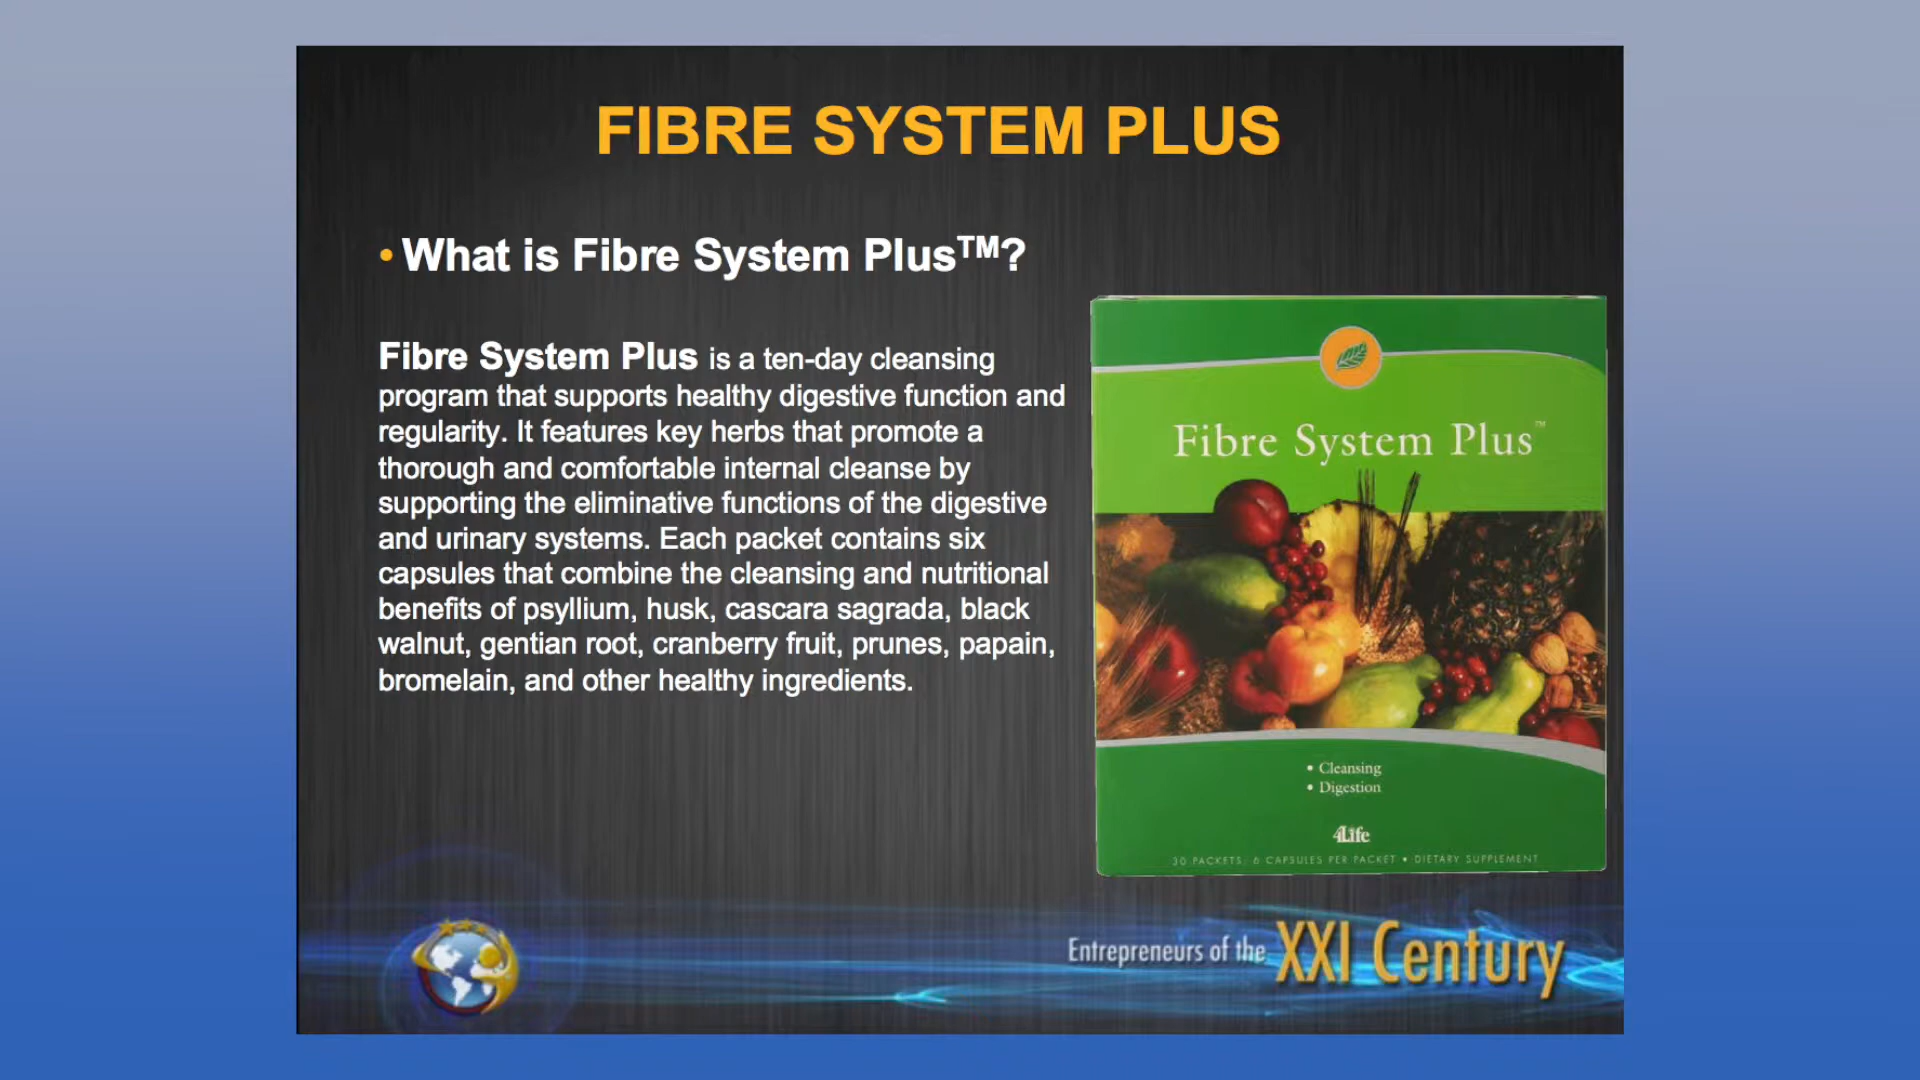 FIBRE SYSTEM PLUS
• What is Fibre System Plus™?
Fibre System Plus is a ten-day cleansing
program that supports healthy digestive function and
regularity. It features key herbs that promote a
thorough and comfortable internal cleanse by
supporting the eliminative functions of the digestive
and urinary systems. Each packet contains six
capsules that combine the cleansing and nutritional
benefits of psyllium, husk, cascara sagrada, black
walnut, gentian root, cranberry fruit, prunes, papain,
bromelain, and other healthy ingredients.
Fibre System Plus™
• Cleansing
• Digestion
4Life
30 PACKETS, 6 CAPSULES PER PACKET • DIETARY SUPPLEMENT
Entrepreneurs of the XXI Century